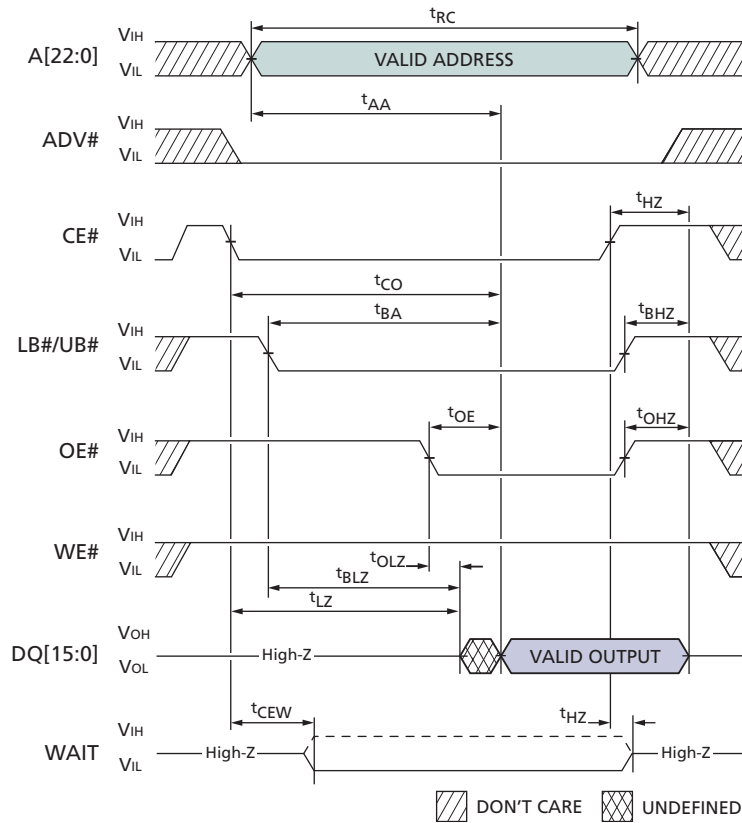 tRC
A[22:0] VIH VIL VALID ADDRESS
tAA
ADV# VIH VIL
tHZ
CE# VIH VIL
tCO
tBA tBHZ
LB#/UB# VIH VIL
tOE tOHZ
OE# VIH VIL
WE# VIH VIL
tOLZ
tBLZ
tLZ
DQ[15:0] VOH VOL High-Z VALID OUTPUT
tCEW tHZ
WAIT VIH VIL High-Z High-Z
DON'T CARE UNDEFINED